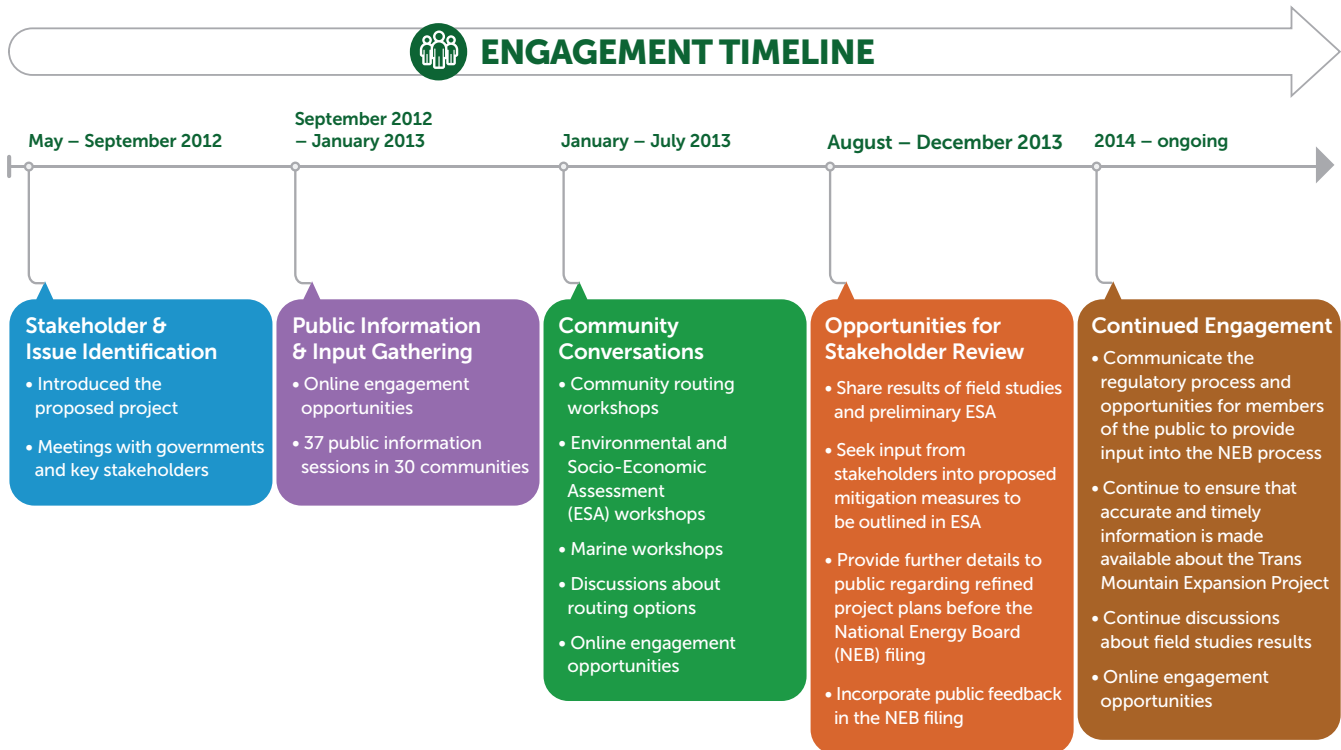 ENGAGEMENT TIMELINE
May – September 2012
September 2012
– January 2013
January – July 2013
August – December 2013
2014 – ongoing
Stakeholder &
Issue Identification
• Introduced the
proposed project
• Meetings with governments
and key stakeholders
Public Information
& Input Gathering
• Online engagement
opportunities
• 37 public information
sessions in 30 communities
Community
Conversations
• Community routing
workshops
• Environmental and
Socio-Economic
Assessment
(ESA) workshops
• Marine workshops
• Discussions about
routing options
• Online engagement
opportunities
Opportunities for
Stakeholder Review
• Share results of field studies
and preliminary ESA
• Seek input from
stakeholders into proposed
mitigation measures to
be outlined in ESA
• Provide further details to
public regarding refined
project plans before the
National Energy Board
(NEB) filing
• Incorporate public feedback
in the NEB filing
Continued Engagement
• Communicate the
regulatory process and
opportunities for members
of the public to provide
input into the NEB process
• Continue to ensure that
accurate and timely
information is made
available about the Trans
Mountain Expansion Project
• Continue discussions
about field studies results
• Online engagement
opportunities